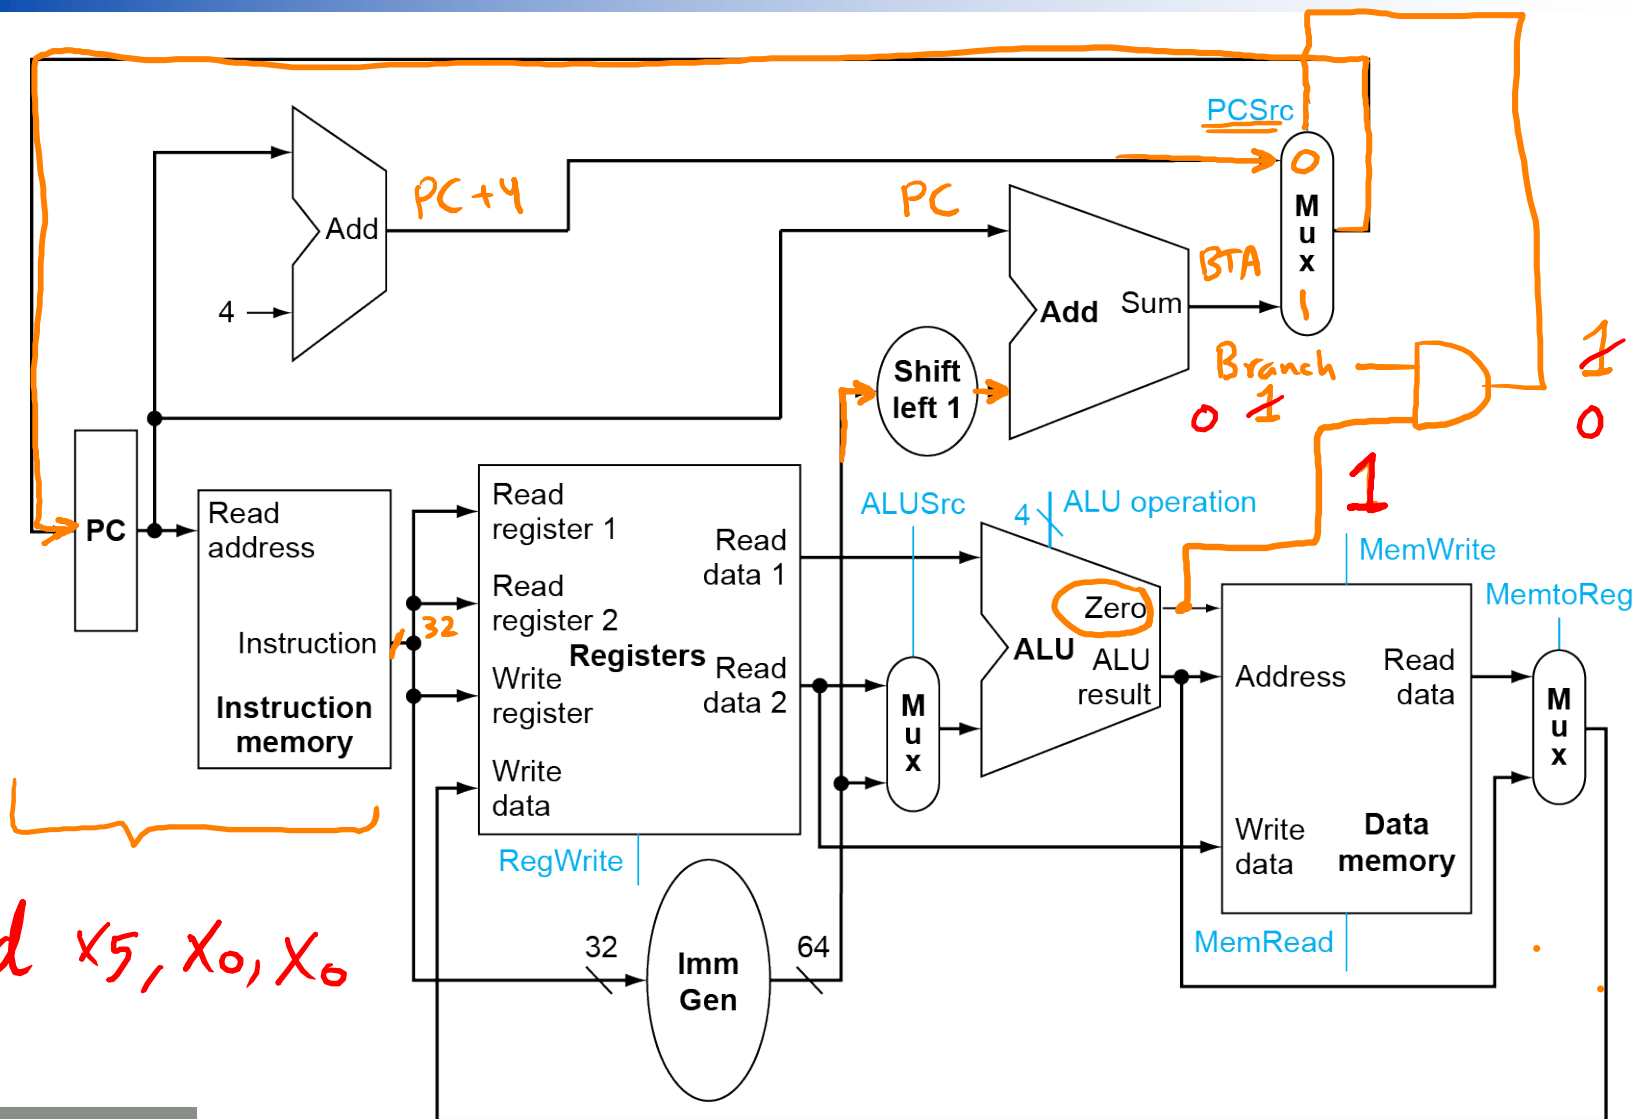 PCSrc
0
Mux
1
PC+4
PC
Add
4
BTA
Add Sum
Shift left 1
Branch
0 1
1
0
1
PC
Read address
Instruction
Instruction memory
32
Read register 1
Read register 2
Registers
Write register
Write data
Read data 1
Read data 2
RegWrite
ALUSrc
Mux
4
ALU operation
Zero
ALU
ALU result
MemWrite
MemtoReg
Address
Read data
Write data
Data memory
MemRead
Mux
d x5, x0, x0
32
Imm Gen
64